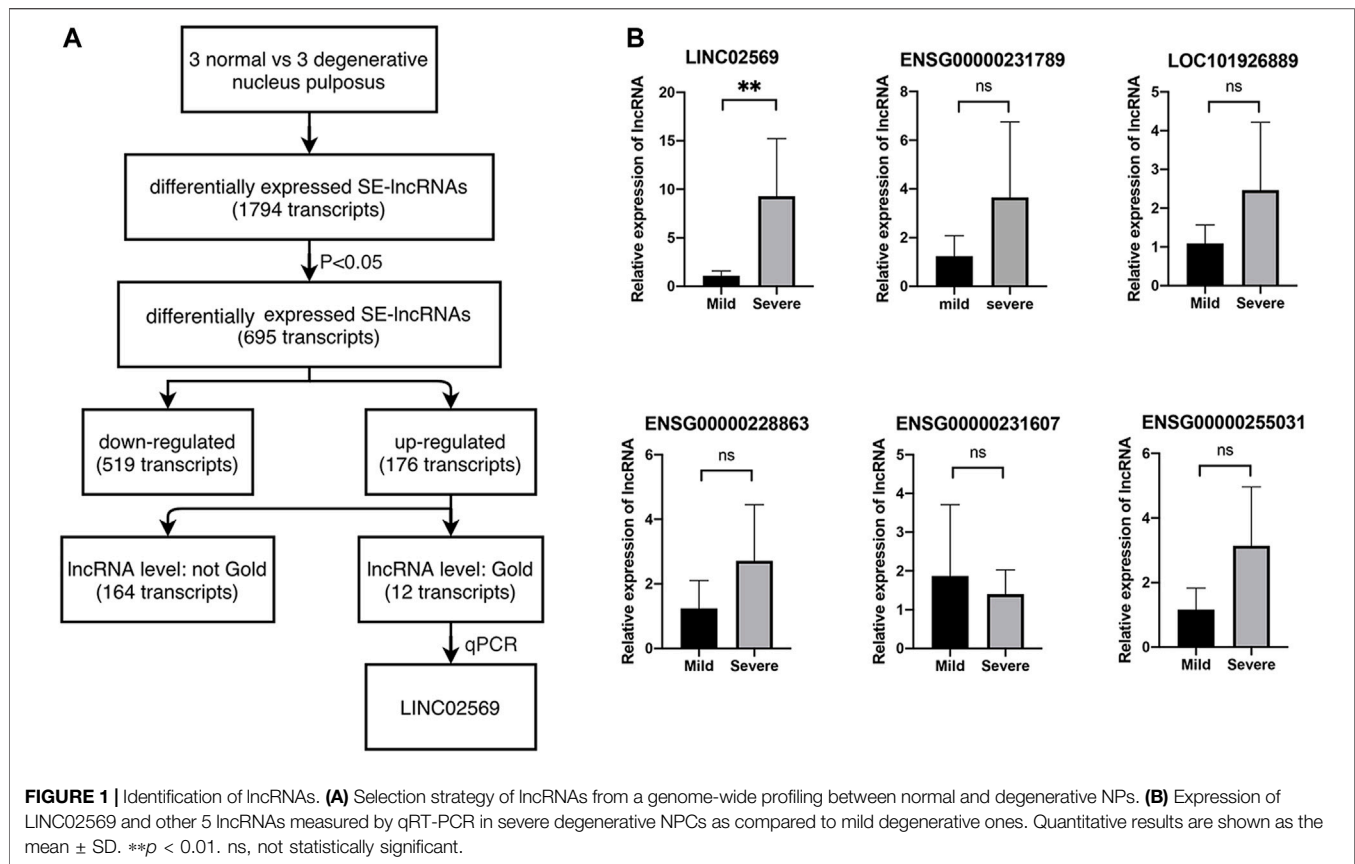 A
3 normal vs 3 degenerative
nucleus pulposus
differentially expressed SE-lncRNAs
(1794 transcripts)
P<0.05
differentially expressed SE-lncRNAs
(695 transcripts)
down-regulated
(519 transcripts)
up-regulated
(176 transcripts)
lncRNA level: not Gold
(164 transcripts)
lncRNA level: Gold
(12 transcripts)
qPCR
LINC02569
B
LINC02569
Relative expression of lncRNA
20
15
10
5
0
**
Mild Severe
ENSG00000231789
Relative expression of lncRNA
8
6
4
2
0
ns
mild severe
LOC101926889
Relative expression of lncRNA
5
4
3
2
1
0
ns
Mild Severe
ENSG00000228863
Relative expression of lncRNA
6
4
2
0
ns
Mild Severe
ENSG00000231607
Relative expression of lncRNA
5
4
3
2
1
0
ns
Mild Severe
ENSG00000255031
Relative expression of lncRNA
6
4
2
0
ns
Mild Severe
FIGURE 1 | Identification of lncRNAs. (A) Selection strategy of lncRNAs from a genome-wide profiling between normal and degenerative NPs. (B) Expression of
LINC02569 and other 5 lncRNAs measured by qRT-PCR in severe degenerative NPCs as compared to mild degenerative ones. Quantitative results are shown as the
mean ± SD. **p < 0.01. ns, not statistically significant.